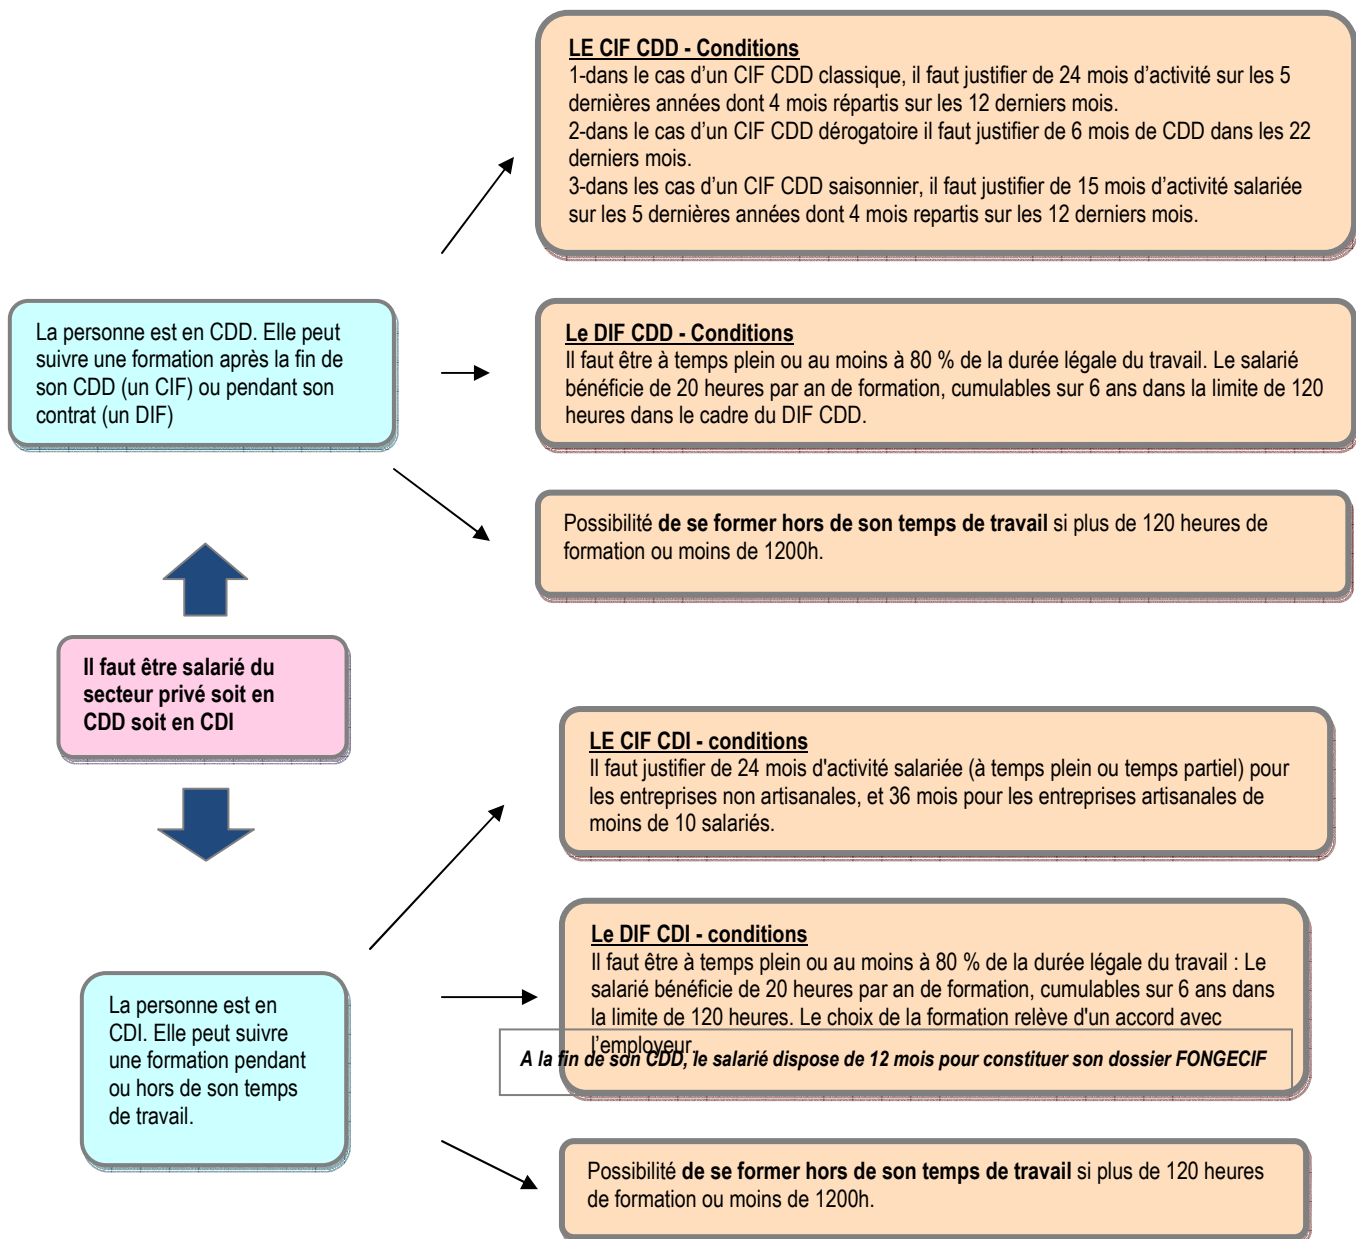 LE CIF CDD - Conditions
1-dans le cas d'un CIF CDD classique, il faut justifier de 24 mois d'activité sur les 5
dernières années dont 4 mois répartis sur les 12 derniers mois.
2-dans le cas d'un CIF CDD dérogatoire il faut justifier de 6 mois de CDD dans les 22
derniers mois.
3-dans les cas d'un CIF CDD saisonnier, il faut justifier de 15 mois d'activité salariée
sur les 5 dernières années dont 4 mois repartis sur les 12 derniers mois.
La personne est en CDD. Elle peut
suivre une formation après la fin de
son CDD (un CIF) ou pendant son
contrat (un DIF)
Le DIF CDD - Conditions
Il faut être à temps plein ou au moins à 80 % de la durée légale du travail. Le salarié
bénéficie de 20 heures par an de formation, cumulables sur 6 ans dans la limite de 120
heures dans le cadre du DIF CDD.
Possibilité de se former hors de son temps de travail si plus de 120 heures de
formation ou moins de 1200h.
Il faut être salarié du
secteur privé soit en
CDD soit en CDI
LE CIF CDI - conditions
Il faut justifier de 24 mois d'activité salariée (à temps plein ou temps partiel) pour
les entreprises non artisanales, et 36 mois pour les entreprises artisanales de
moins de 10 salariés.
Le DIF CDI - conditions
Il faut être à temps plein ou au moins à 80 % de la durée légale du travail : Le
salarié bénéficie de 20 heures par an de formation, cumulables sur 6 ans dans
la limite de 120 heures. Le choix de la formation relève d'un accord avec
l'employeur.
A la fin de son CDD, le salarié dispose de 12 mois pour constituer son dossier FONGECIF
La personne est en
CDI. Elle peut suivre
une formation pendant
ou hors de son temps
de travail.
Possibilité de se former hors de son temps de travail si plus de 120 heures
de formation ou moins de 1200h.